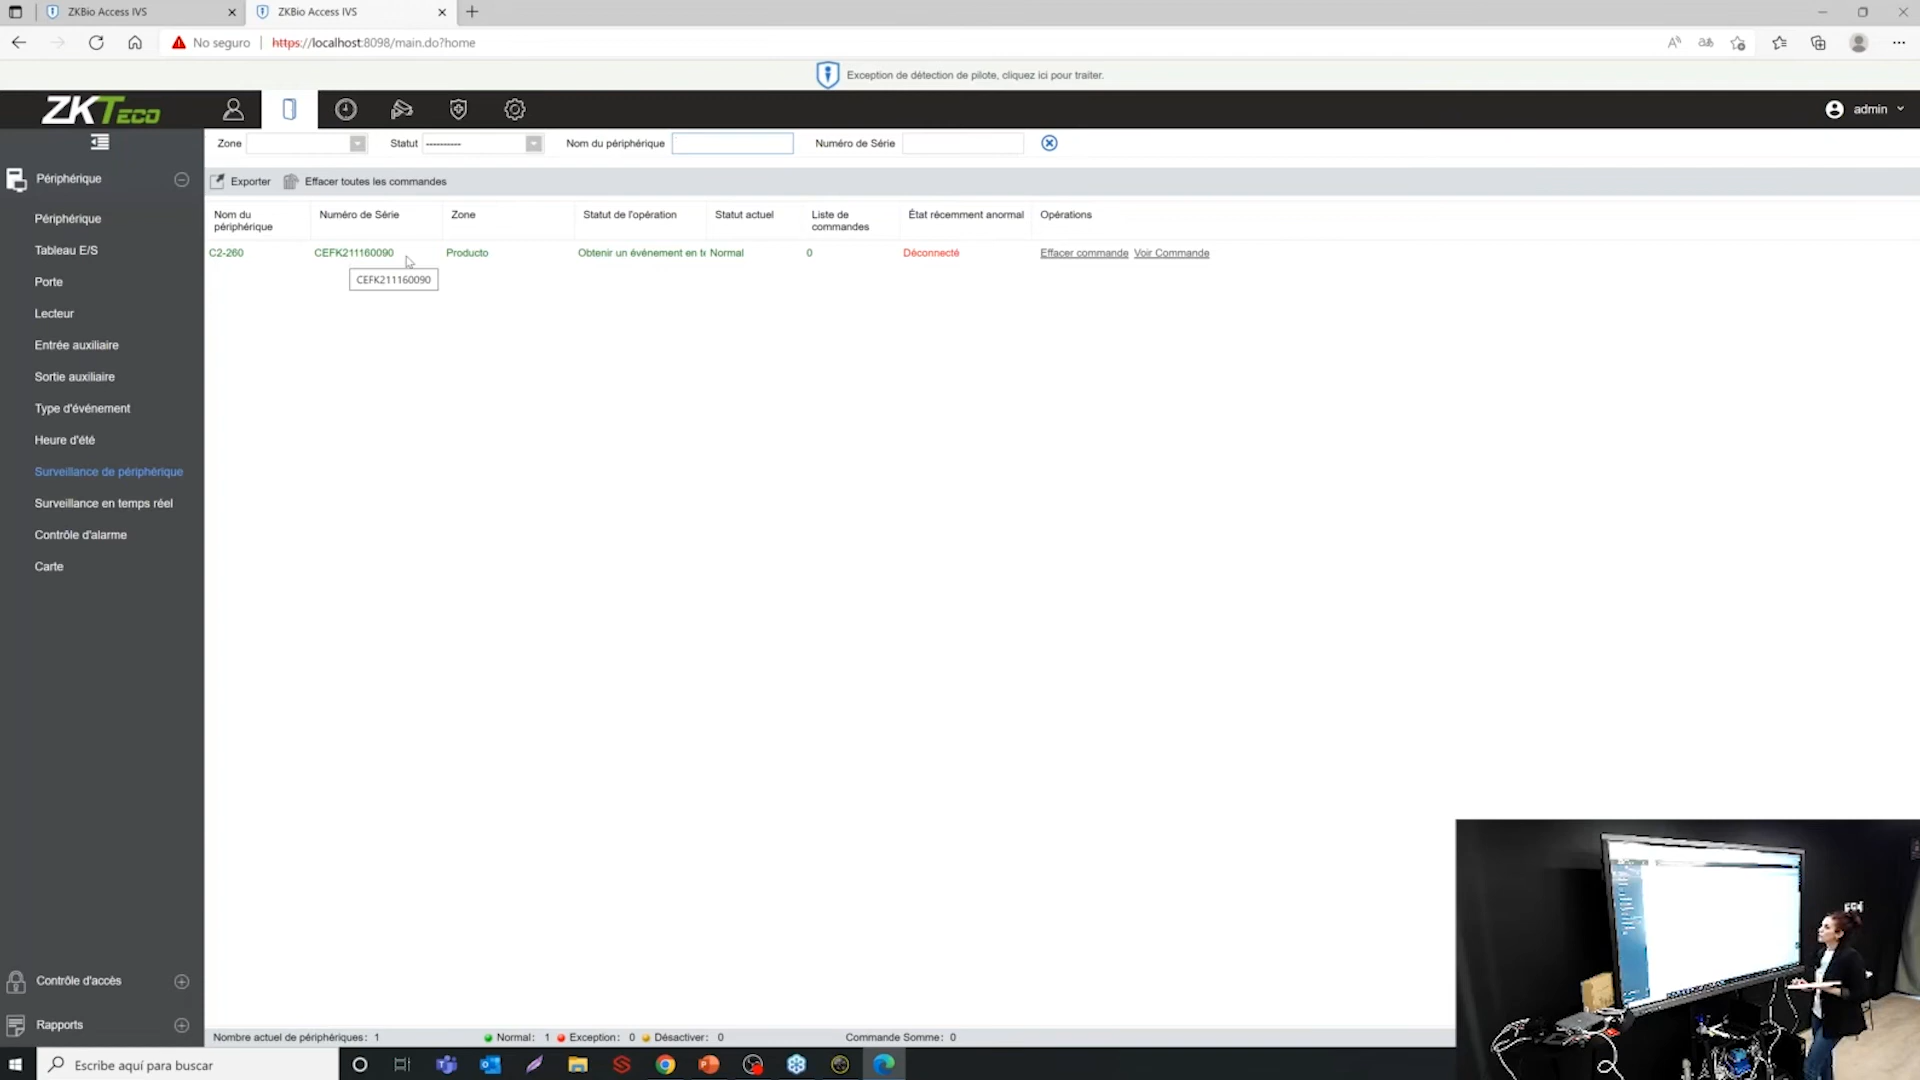 ZKBio Access IVS
ZKBio Access IVS
No seguro
https://localhost:8098/main.do?home
Exception de détection de pilote, cliquez ici pour traiter.
ZKTeco
admin
Zone
Statut
----------
Nom du périphérique
Numéro de Série
Périphérique
Exporter
Effacer toutes les commandes
Nom du périphérique
Numéro de Série
Zone
Statut de l'opération
Statut actuel
Liste de commandes
État récemment anormal
Opérations
C2-260
CEFK211160090
Producto
Obtenir un événement en te
Normal
0
Déconnecté
Effacer commande
Voir Commande
CEFK211160090
Périphérique
Tableau E/S
Porte
Lecteur
Entrée auxiliaire
Sortie auxiliaire
Type d'événement
Heure d'été
Surveillance de périphérique
Surveillance en temps réel
Contrôle d'alarme
Carte
Contrôle d'accès
Rapports
Nombre actuel de périphériques: 1
Normal: 1
Exception: 0
Désactiver: 0
Commande Somme: 0
Escribe aquí para buscar